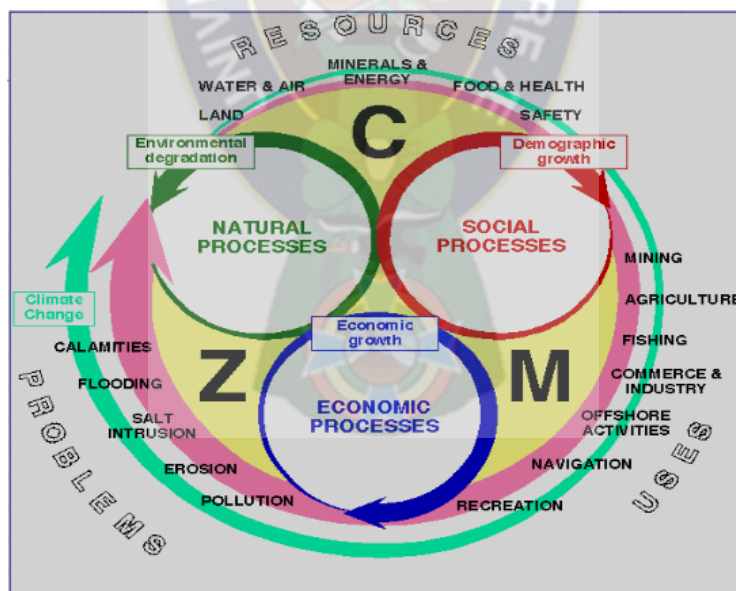 RESOURCES
MINERALS &
ENERGY
WATER & AIR
FOOD & HEALTH
LAND
SAFETY
C
Environmental
degradation
Demographic
growth
NATURAL
PROCESSES
SOCIAL
PROCESSES
MINING
AGRICULTURE
FISHING
COMMERCE &
INDUSTRY
OFFSHORE
ACTIVITIES
NAVIGATION
RECREATION
USES
Climate
Change
Economic
growth
Z
M
ECONOMIC
PROCESSES
CALAMITIES
FLOODING
SALT
INTRUSION
EROSION
POLLUTION
PROBLEMS